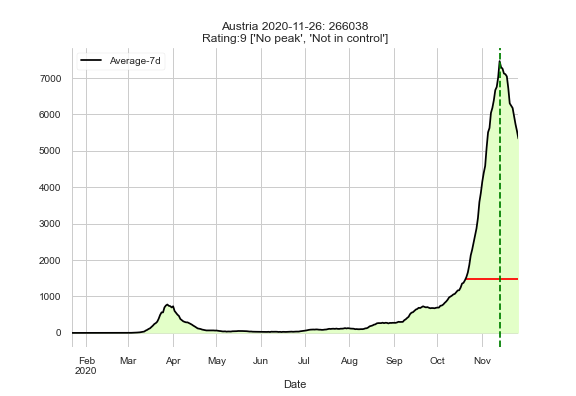 Austria 2020-11-26: 266038
Rating:9 ['No peak', 'Not in control']
Average-7d
7000
6000
5000
4000
3000
2000
1000
0
Feb Mar Apr May Jun Jul Aug Sep Oct Nov
2020
Date